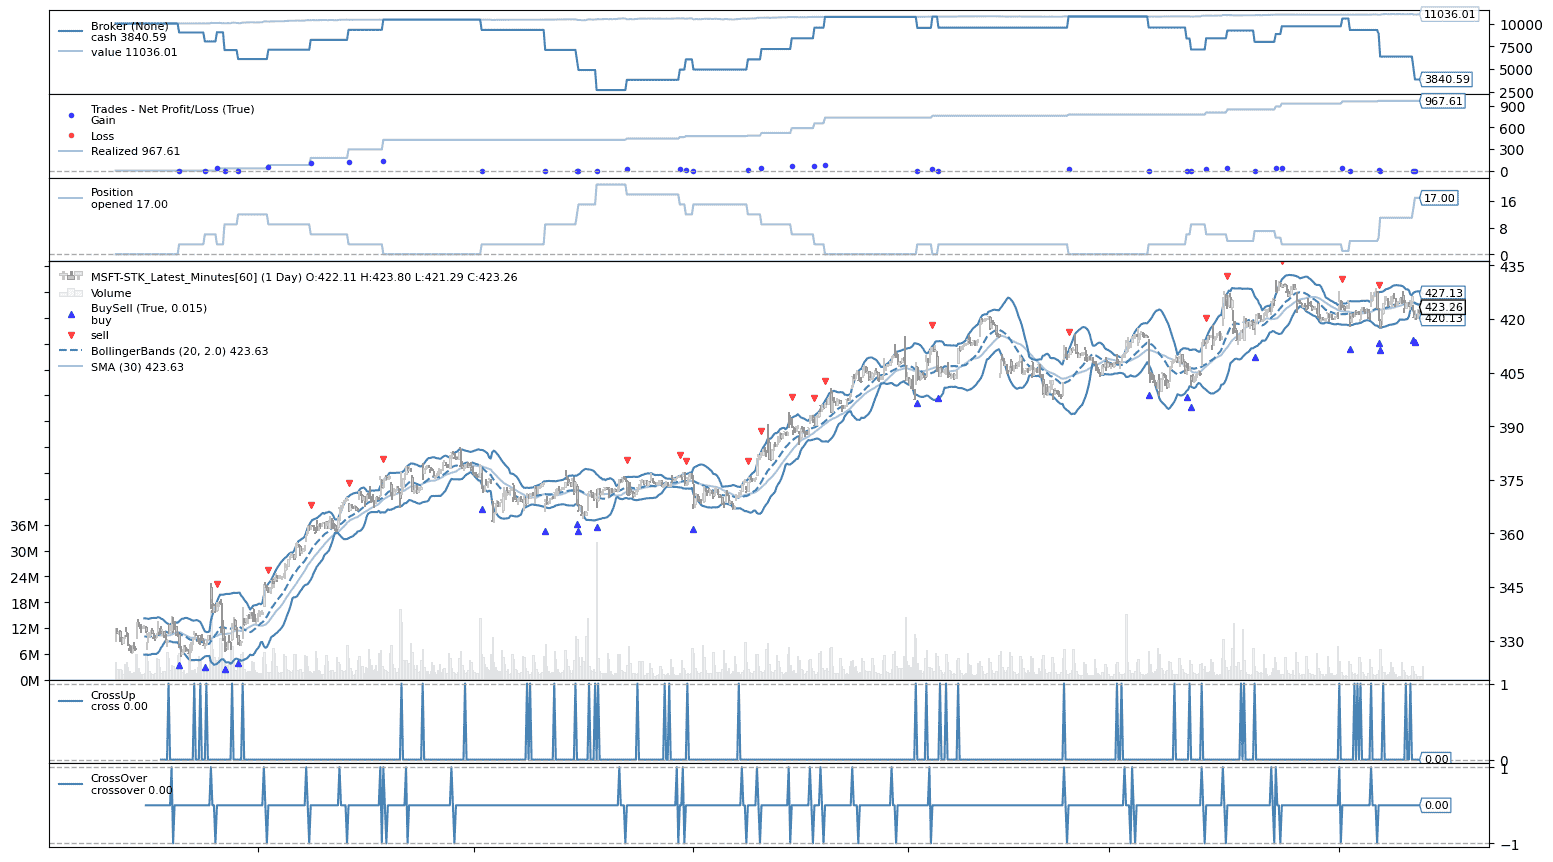 Broker (None)
cash 3840.59
value 11036.01
11036.01
10000
7500
5000
3840.59
2500
Trades - Net Profit/Loss (True)
Gain
Loss
Realized 967.61
967.61
900
600
300
0
Position
opened 17.00
17.00
16
8
0
MSFT-STK_Latest_Minutes[60] (1 Day) O:422.11 H:423.80 L:421.29 C:423.26
Volume
BuySell (True, 0.015)
buy
sell
BollingerBands (20, 2.0) 423.63
SMA (30) 423.63
435
427.13
423.26
420.13
420
405
390
375
360
345
330
36M
30M
24M
18M
12M
6M
0M
CrossUp
cross 0.00
1
0.00
0
CrossOver
crossover 0.00
1
0.00
−1